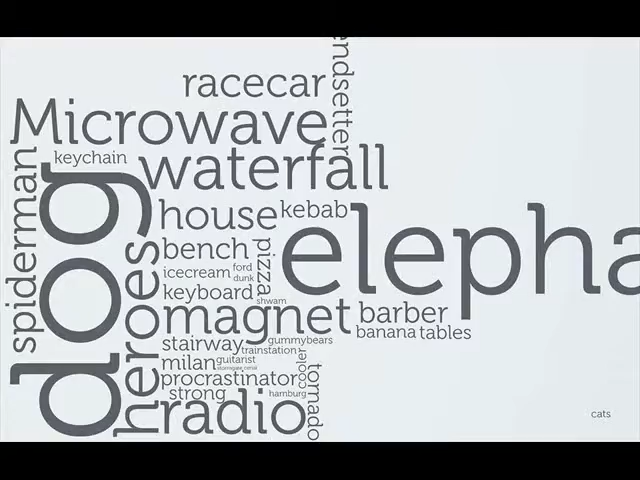 endsetter
racecar
Microwave
keychain
waterfall
spiderman
dog
house
kebab
elepha
bench
pizza
icecream
ford
dunk
heroes
keyboard
shwam
magnet
barber
banana
tables
stairway
gummybears
trainstation
milan
guitarist
cooler
procrastinator
strong
hamburg
tornado
radio
cats